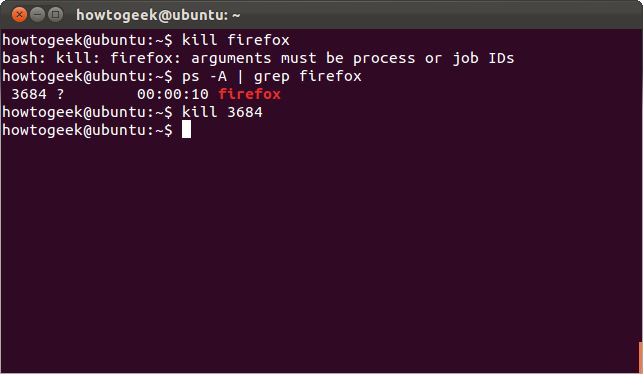 howtogeek@ubuntu: ~
howtogeek@ubuntu:~$ kill firefox
bash: kill: firefox: arguments must be process or job IDs
howtogeek@ubuntu:~$ ps -A | grep firefox
 3684 ?        00:00:10 firefox
howtogeek@ubuntu:~$ kill 3684
howtogeek@ubuntu:~$